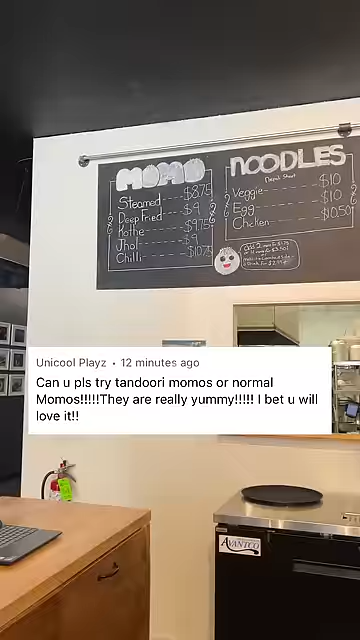 MOMO
Steamed $8.75
Deep Fried $9
Kothe $9.75
Jhol $9
Chilli $10.75
NOODLES
Veggie $10
Egg $10
Chicken $10.50
Unicool Playz • 12 minutes ago
Can u pls try tandoori momos or normal
Momos!!!!!They are really yummy!!!!! I bet u will
love it!!
AVANTCO